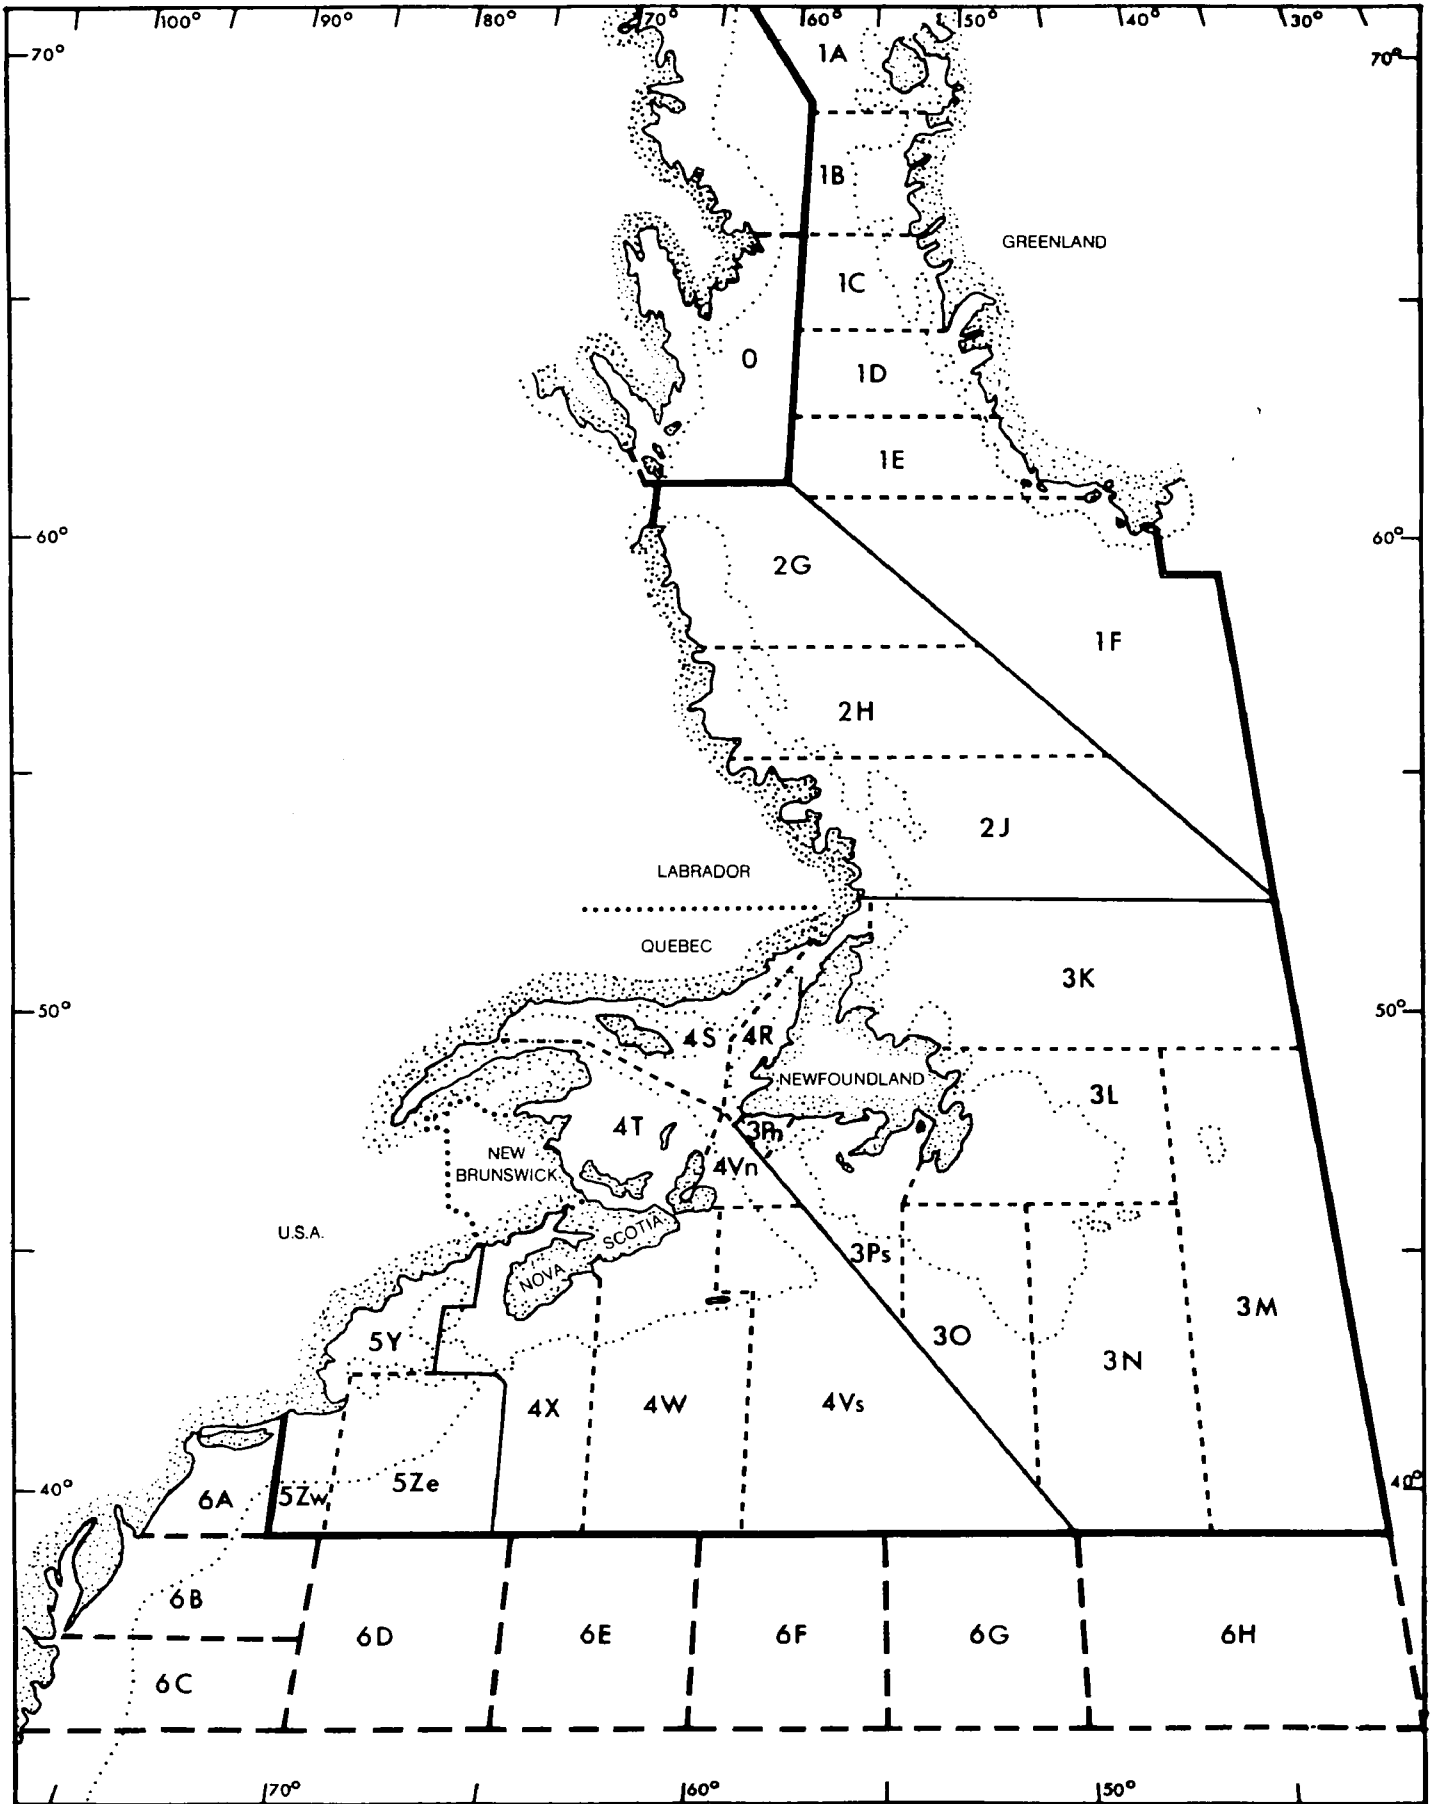 100°
90°
80°
70°
60°
50°
40°
30°
70°
1A
70°
1B
GREENLAND
1C
0
1D
1E
60°
2G
60°
1F
2H
2J
LABRADOR
QUEBEC
3K
50°
4S
4R
50°
NEWFOUNDLAND
3L
4T
3Pn
NEW
BRUNSWICK
4Vn
U.S.A.
SCOTIA
NOVA
3Ps
3M
5Y
3O
3N
4X
4W
4Vs
40°
6A
5Zw
5Ze
40°
6B
6D
6E
6F
6G
6H
6C
70°
60°
50°